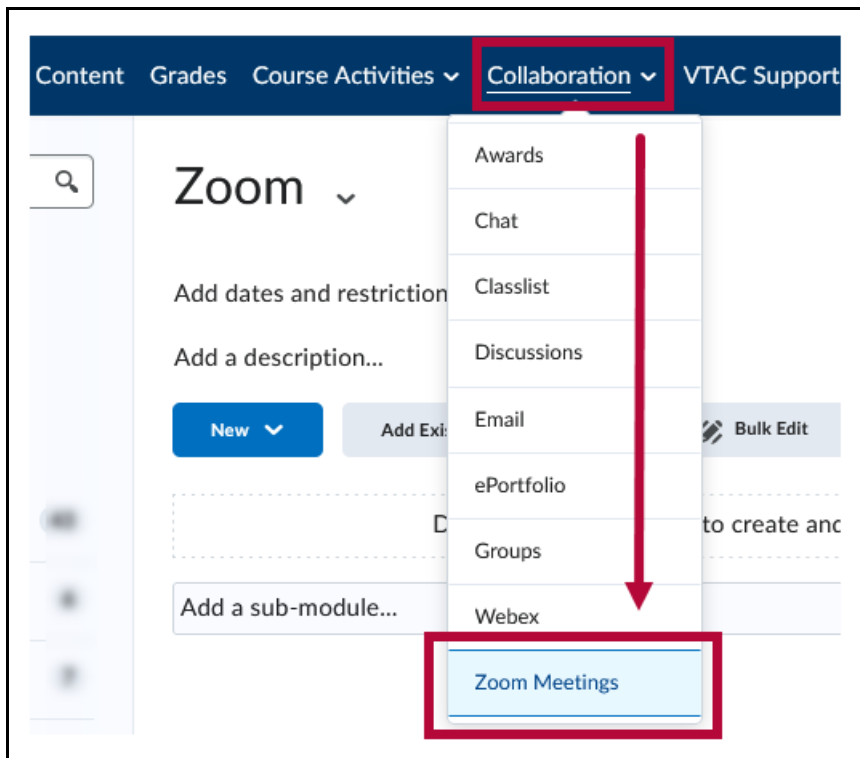 Content Grades Course Activities Collaboration VTAC Support
Zoom
Add dates and restriction
Add a description...
New Add Exi Bulk Edit
D to create and
Add a sub-module...
Awards
Chat
Classlist
Discussions
Email
ePortfolio
Groups
Webex
Zoom Meetings